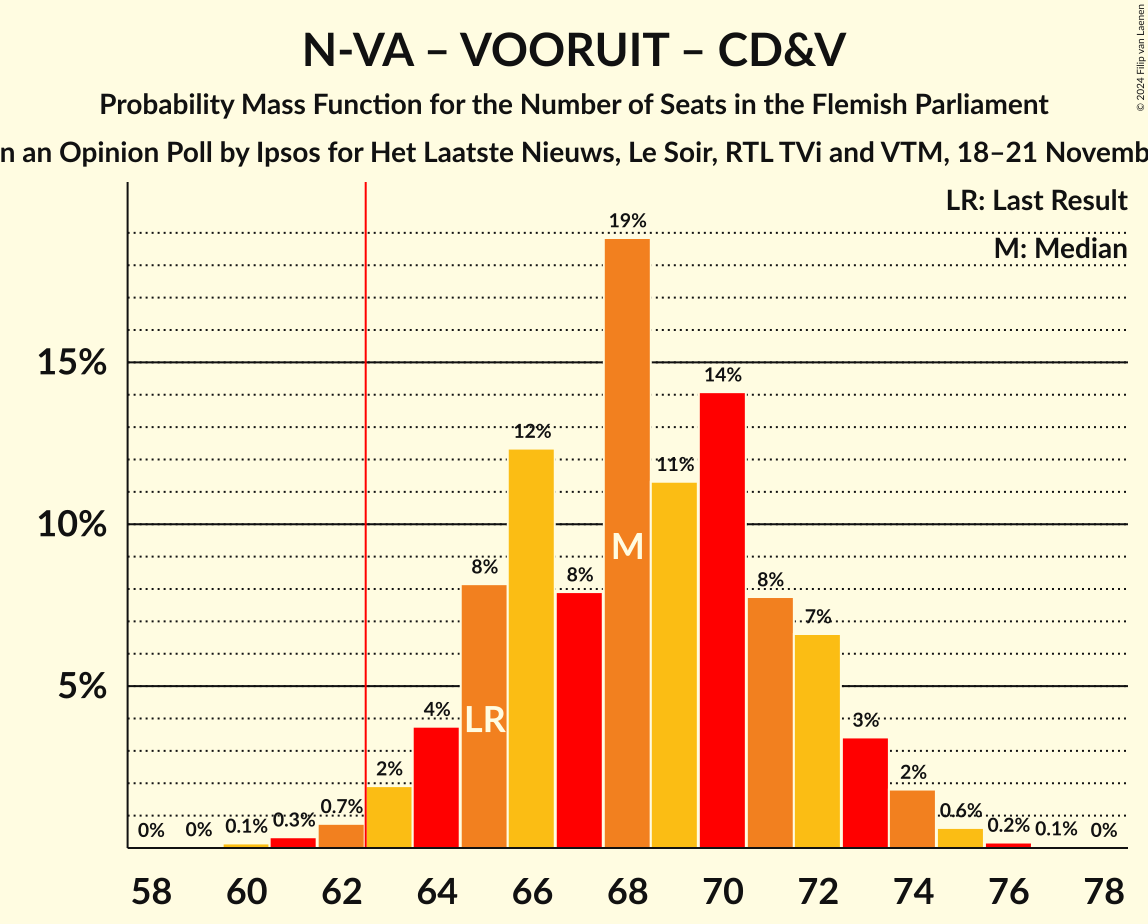 N-VA – VOORUIT – CD&V
Probability Mass Function for the Number of Seats in the Flemish Parliament
n an Opinion Poll by Ipsos for Het Laatste Nieuws, Le Soir, RTL TVi and VTM, 18–21 Novemb
© 2024 Filip van Laenen
LR: Last Result
M: Median
15%
10%
5%
0%
0%
0.1%
0.3%
0.7%
2%
4%
8%
12%
8%
19%
11%
14%
8%
7%
3%
2%
0.6%
0.2%
0.1%
0%
LR
M
58 60 62 64 66 68 70 72 74 76 78